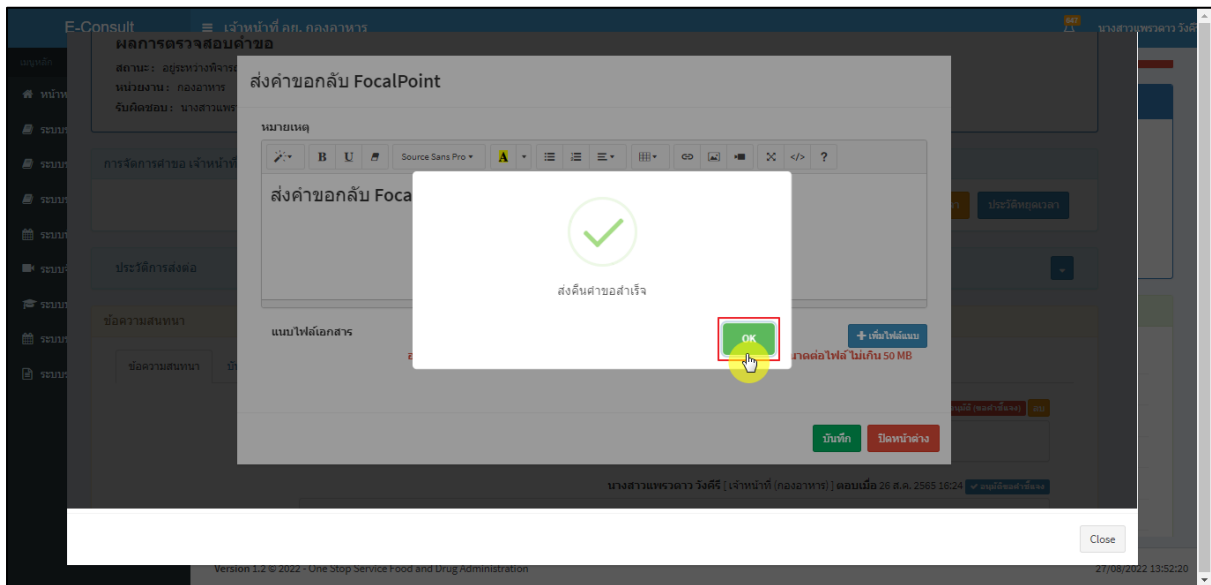 E-Consult
เจ้าหน้าที่ อย. กองอาหาร
647
นางสาวแพรวดาว วังคีรี
ผลการตรวจสอบคำขอ
เมนูหลัก
สถานะ : อยู่ระหว่างพิจารณ
หน่วยงาน : กองอาหาร
รับผิดชอบ : นางสาวแพร
ส่งคำขอกลับ FocalPoint
หมายเหตุ
B U Source Sans Pro A </> ?
การจัดการคำขอ เจ้าหน้าที่
ส่งคำขอกลับ Foca
ประวัติหยุดเวลา
ประวัติการส่งต่อ
ส่งคืนคำขอสำเร็จ
ข้อความสนทนา
แนบไฟล์เอกสาร
OK
+ เพิ่มไฟล์แนบ
นาดต่อไฟล์ ไม่เกิน 50 MB
ข้อความสนทนา
ลบ
บันทึก
ปิดหน้าต่าง
นางสาวแพรวดาว วังคีรี [ เจ้าหน้าที่ (กองอาหาร) ] ตอบเมื่อ 26 ส.ค. 2565 16:24
Close
Version 1.2 © 2022 - One Stop Service Food and Drug Administration
27/08/2022 13:52:20